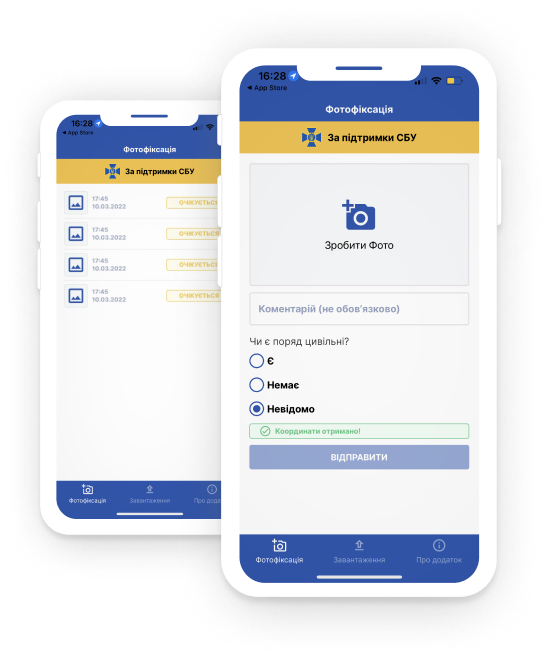 16:28
App Store
Фотофіксація
За підтримки СБУ
17:45
10.03.2022
ОЧІКУЄТЬСЯ
17:45
10.03.2022
ОЧІКУЄТЬСЯ
17:45
10.03.2022
ОЧІКУЄТЬСЯ
17:45
10.03.2022
ОЧІКУЄТЬСЯ
Фотофіксація
Завантаження
Про дода
16:28
App Store
Фотофіксація
За підтримки СБУ
Зробити Фото
Коментарій (не обов'язково)
Чи є поряд цивільні?
Є
Немає
Невідомо
Координати отримано!
ВІДПРАВИТИ
Фотофіксація
Завантаження
Про додаток